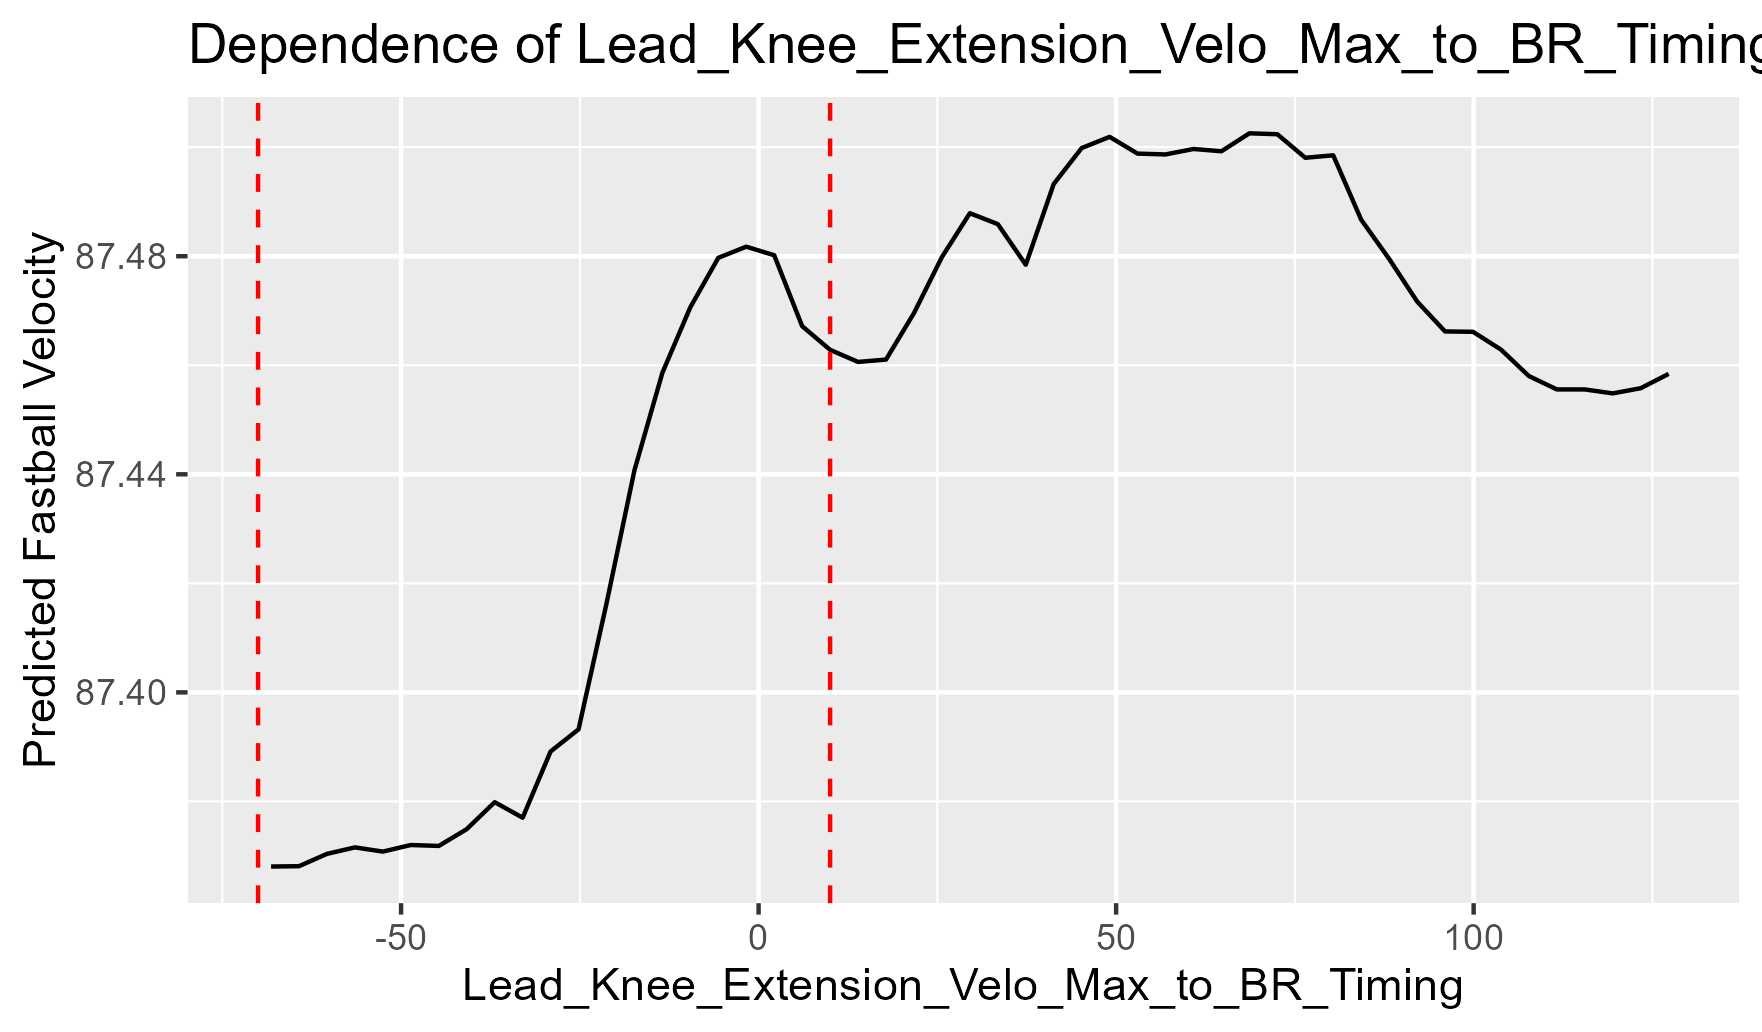 Dependence of Lead_Knee_Extension_Velo_Max_to_BR_Timing
Predicted Fastball Velocity
87.48
87.44
87.40
-50 0 50 100
Lead_Knee_Extension_Velo_Max_to_BR_Timing